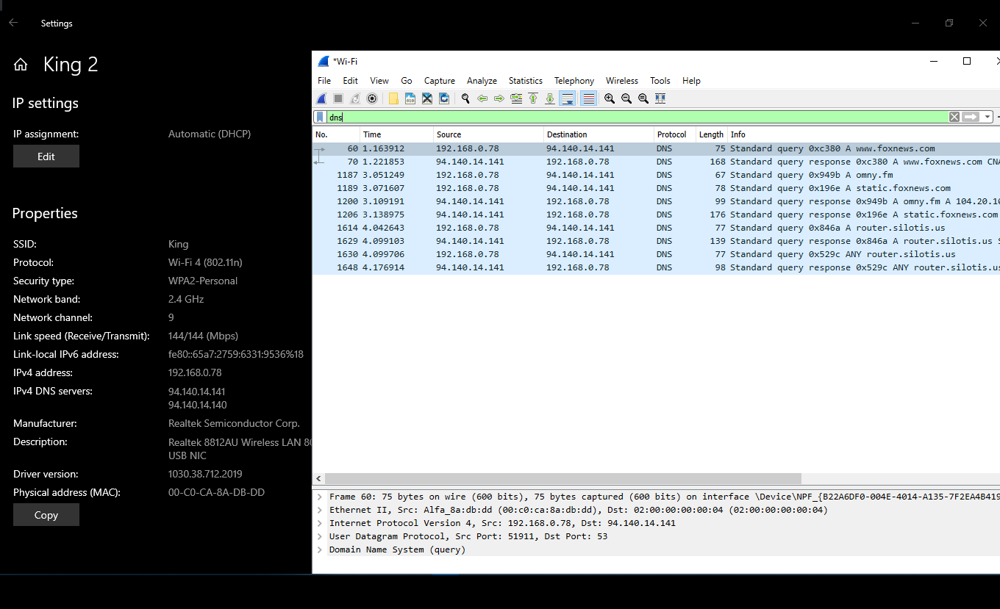 Settings
King 2
IP settings
IP assignment: Automatic (DHCP)
Edit
Properties
SSID: King
Protocol: Wi-Fi 4 (802.11n)
Security type: WPA2-Personal
Network band: 2.4 GHz
Network channel: 9
Link speed (Receive/Transmit): 144/144 (Mbps)
Link-local IPv6 address: fe80::65a7:2759:6331:9536%18
IPv4 address: 192.168.0.78
IPv4 DNS servers: 94.140.14.141
94.140.14.140
Manufacturer: Realtek Semiconductor Corp.
Description: Realtek 8812AU Wireless LAN 80
USB NIC
Driver version: 1030.38.712.2019
Physical address (MAC): 00-C0-CA-8A-DB-DD
Copy
*Wi-Fi
File Edit View Go Capture Analyze Statistics Telephony Wireless Tools Help
dns
No. Time Source Destination Protocol Length Info
60 1.163912 192.168.0.78 94.140.14.141 DNS 75 Standard query 0xc380 A www.foxnews.com
70 1.221853 94.140.14.141 192.168.0.78 DNS 168 Standard query response 0xc380 A www.foxnews.com CNA
1187 3.051249 192.168.0.78 94.140.14.141 DNS 67 Standard query 0x949b A omny.fm
1189 3.071607 192.168.0.78 94.140.14.141 DNS 78 Standard query 0x196e A static.foxnews.com
1200 3.109191 94.140.14.141 192.168.0.78 DNS 99 Standard query response 0x949b A omny.fm A 104.20.10
1206 3.138975 94.140.14.141 192.168.0.78 DNS 176 Standard query response 0x196e A static.foxnews.com
1614 4.042643 192.168.0.78 94.140.14.141 DNS 77 Standard query 0x846a A router.silotis.us
1629 4.099103 94.140.14.141 192.168.0.78 DNS 139 Standard query response 0x846a A router.silotis.us S
1630 4.099706 192.168.0.78 94.140.14.141 DNS 77 Standard query 0x529c ANY router.silotis.us
1648 4.176914 94.140.14.141 192.168.0.78 DNS 98 Standard query response 0x529c ANY router.silotis.us
Frame 60: 75 bytes on wire (600 bits), 75 bytes captured (600 bits) on interface \Device\NPF_{B22A6DF0-004E-4014-A135-7F2EA4B419
Ethernet II, Src: Alfa_8a:db:dd (00:c0:ca:8a:db:dd), Dst: 02:00:00:00:00:04 (02:00:00:00:00:04)
Internet Protocol Version 4, Src: 192.168.0.78, Dst: 94.140.14.141
User Datagram Protocol, Src Port: 51911, Dst Port: 53
Domain Name System (query)